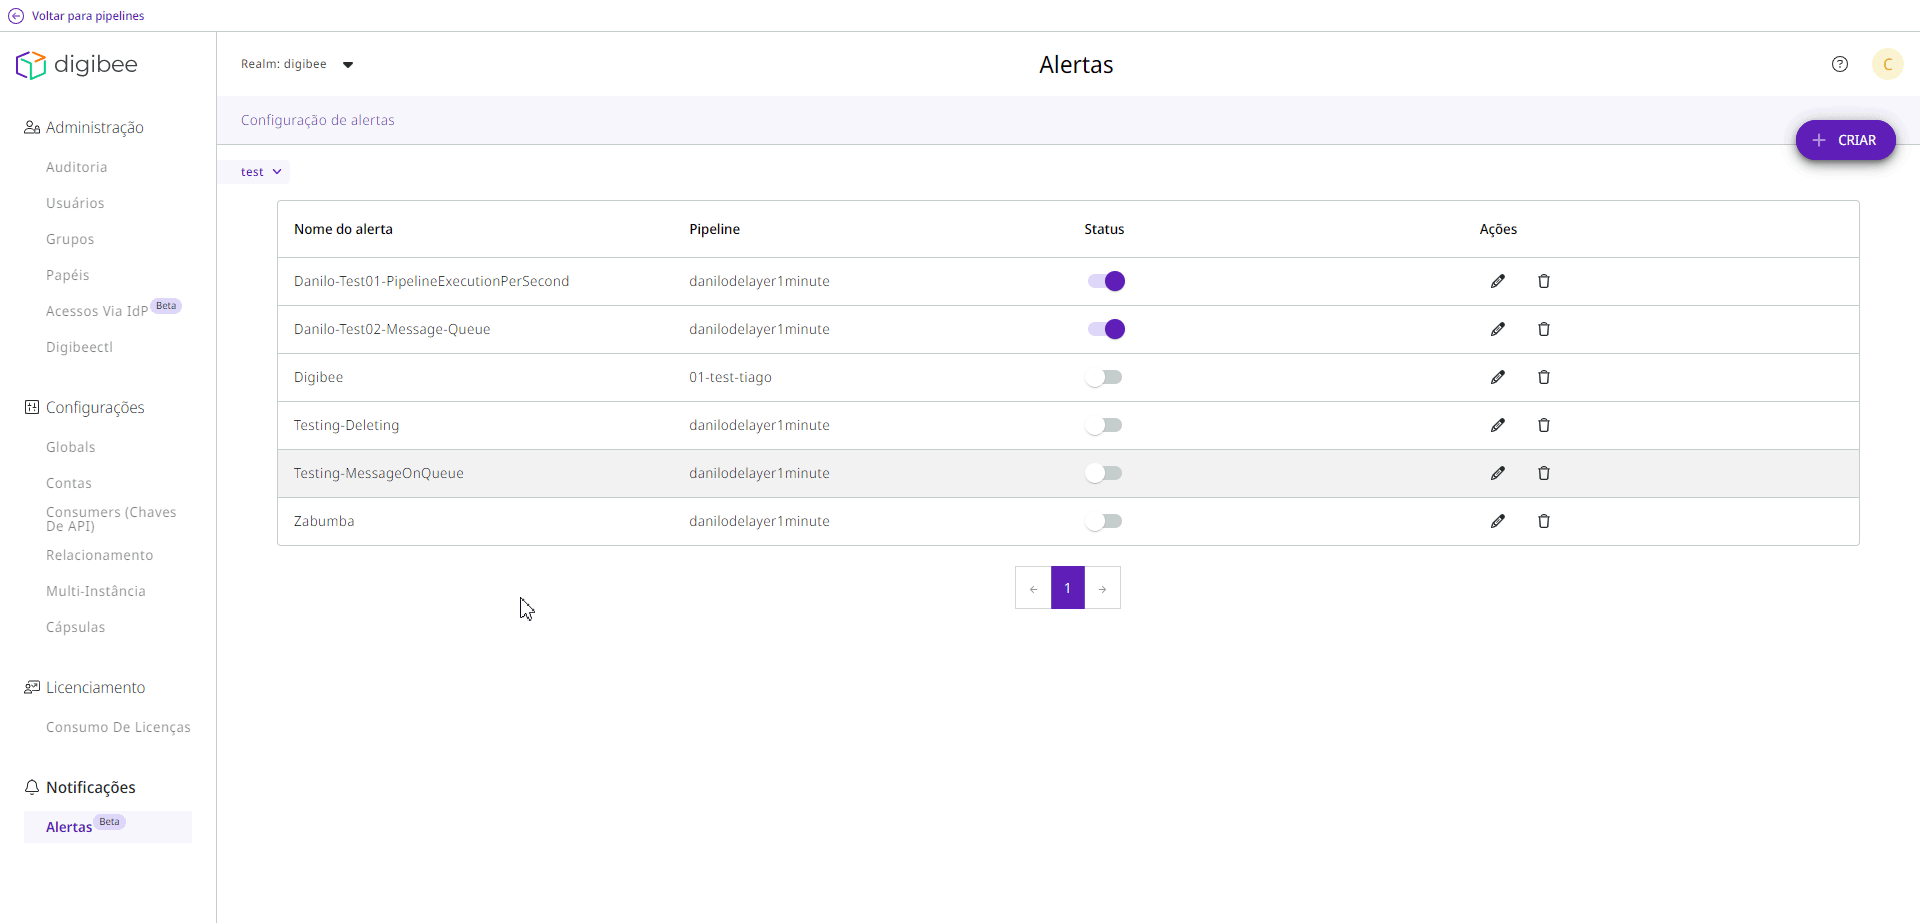 Voltar para pipelines
digibee
Realm: digibee
Alertas
C
Administração
Auditoria
Usuários
Grupos
Papéis
Acessos Via IdP Beta
Digibeectl
Configurações
Globals
Contas
Consumers (Chaves
De API)
Relacionamento
Multi-Instância
Cápsulas
Licenciamento
Consumo De Licenças
Notificações
Alertas Beta
Configuração de alertas
+ CRIAR
test
Nome do alerta Pipeline Status Ações
Danilo-Test01-PipelineExecutionPerSecond danilodelayer1minute
Danilo-Test02-Message-Queue danilodelayer1minute
Digibee 01-test-tiago
Testing-Deleting danilodelayer1minute
Testing-MessageOnQueue danilodelayer1minute
Zabumba danilodelayer1minute
← 1 →